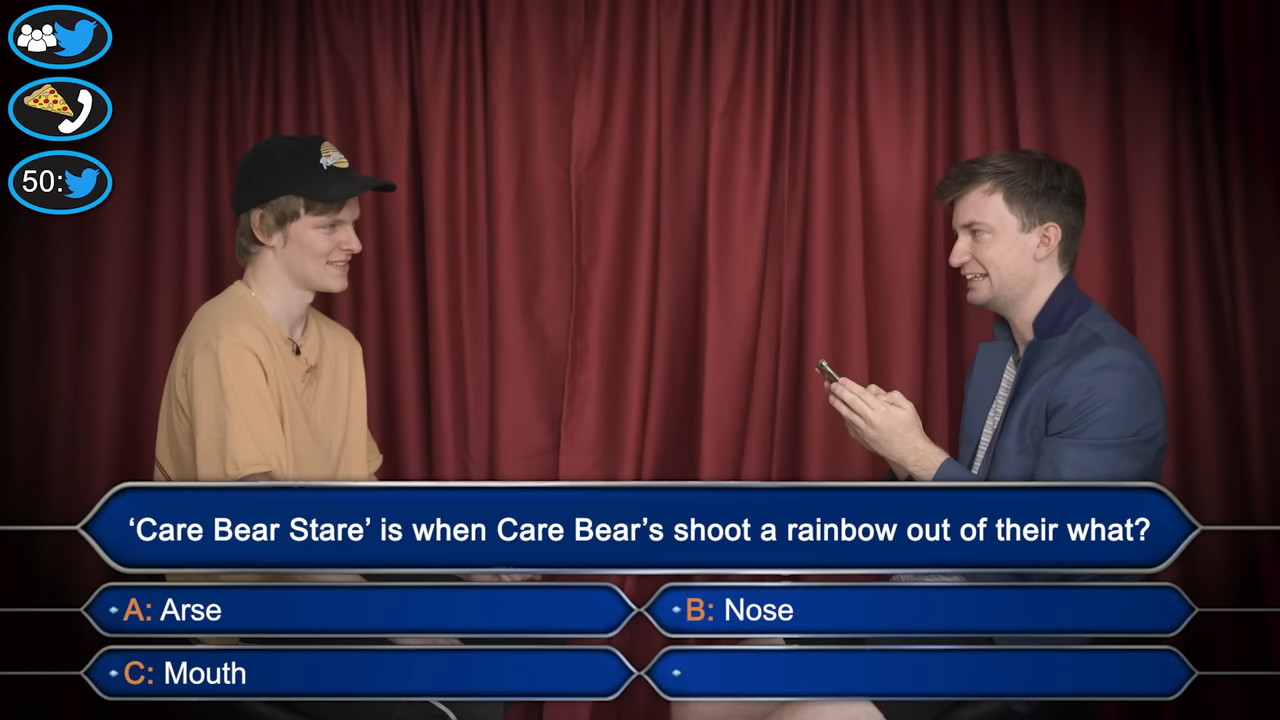 50:
‘Care Bear Stare’ is when Care Bear’s shoot a rainbow out of their what?
A: Arse
B: Nose
C: Mouth